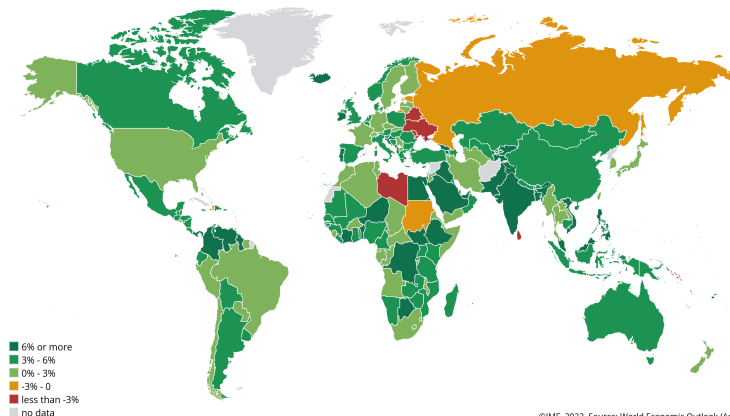 6% or more
3% - 6%
0% - 3%
-3% - 0
less than -3%
no data
©IMF, 2023, Source: World Economic Outlook